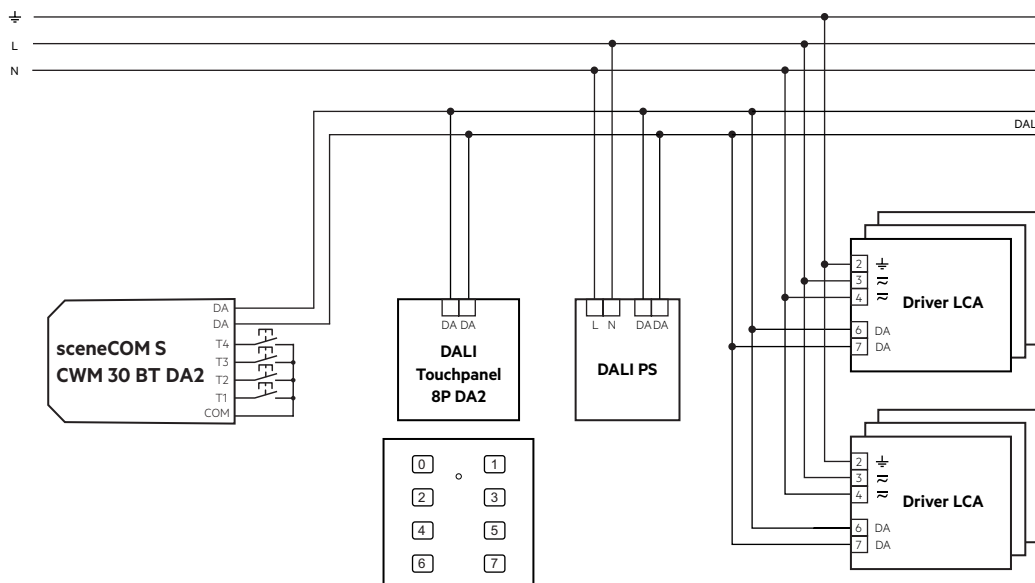 L
N
DAL
DA
DA
T4
T3
T2
T1
COM
sceneCOM S
CWM 30 BT DA2
DA DA
DALI
Touchpanel
8P DA2
L N DA DA
DALI PS
2
3
4
6 DA
7 DA
Driver LCA
0 1
2 3
4 5
6 7
2
3
4
6 DA
7 DA
Driver LCA